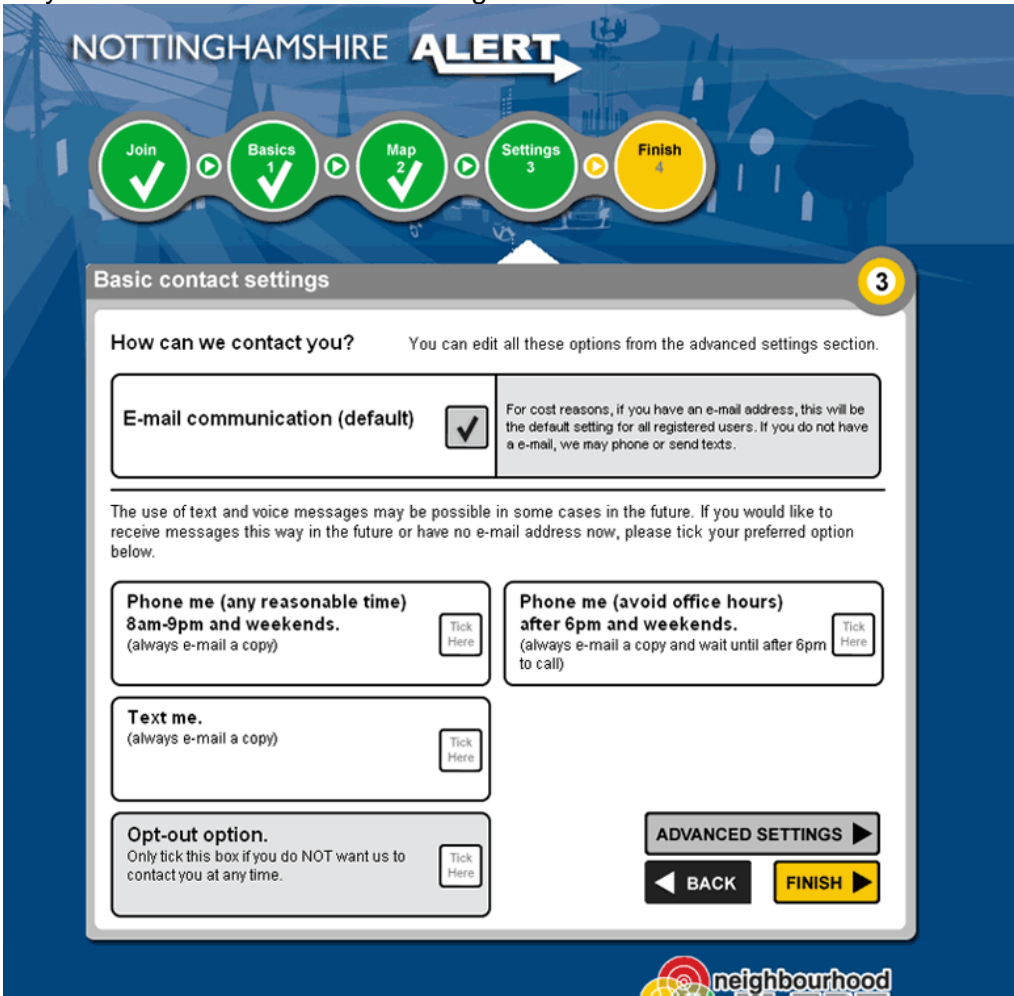 NOTTINGHAMSHIRE ALERT
Join
Basics
1
Map
2
Settings
3
Finish
4
Basic contact settings
3
How can we contact you?
You can edit all these options from the advanced settings section.
E-mail communication (default)
For cost reasons, if you have an e-mail address, this will be
the default setting for all registered users. If you do not have
a e-mail, we may phone or send texts.
The use of text and voice messages may be possible in some cases in the future. If you would like to
receive messages this way in the future or have no e-mail address now, please tick your preferred option
below.
Phone me (any reasonable time)
8am-9pm and weekends.
(always e-mail a copy)
Tick
Here
Phone me (avoid office hours)
after 6pm and weekends.
(always e-mail a copy and wait until after 6pm
to call)
Tick
Here
Text me.
(always e-mail a copy)
Tick
Here
Opt-out option.
Only tick this box if you do NOT want us to
contact you at any time.
Tick
Here
ADVANCED SETTINGS
BACK
FINISH
neighbourhood